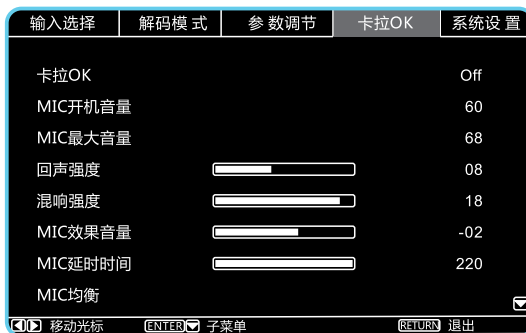 输入选择 解码模式 参数调节 卡拉OK 系统设置
卡拉OK Off
MIC开机音量 60
MIC最大音量 68
回声强度 08
混响强度 18
MIC效果音量 -02
MIC延时时间 220
MIC均衡
移动光标 ENTER 子菜单 RETURN 退出